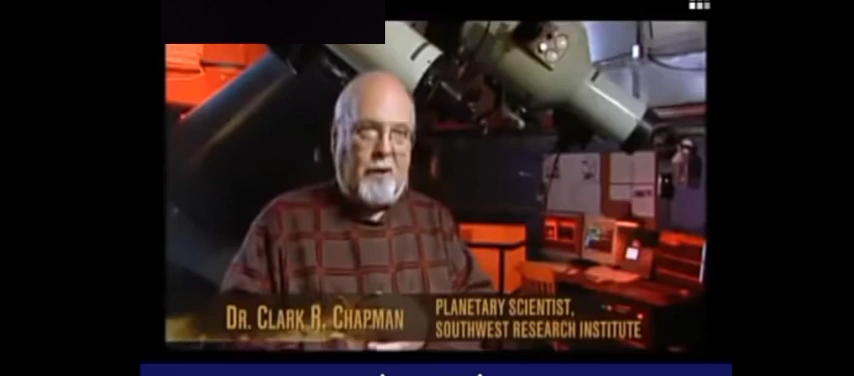 DR. CLARK R. CHAPMAN
PLANETARY SCIENTIST,
SOUTHWEST RESEARCH INSTITUTE